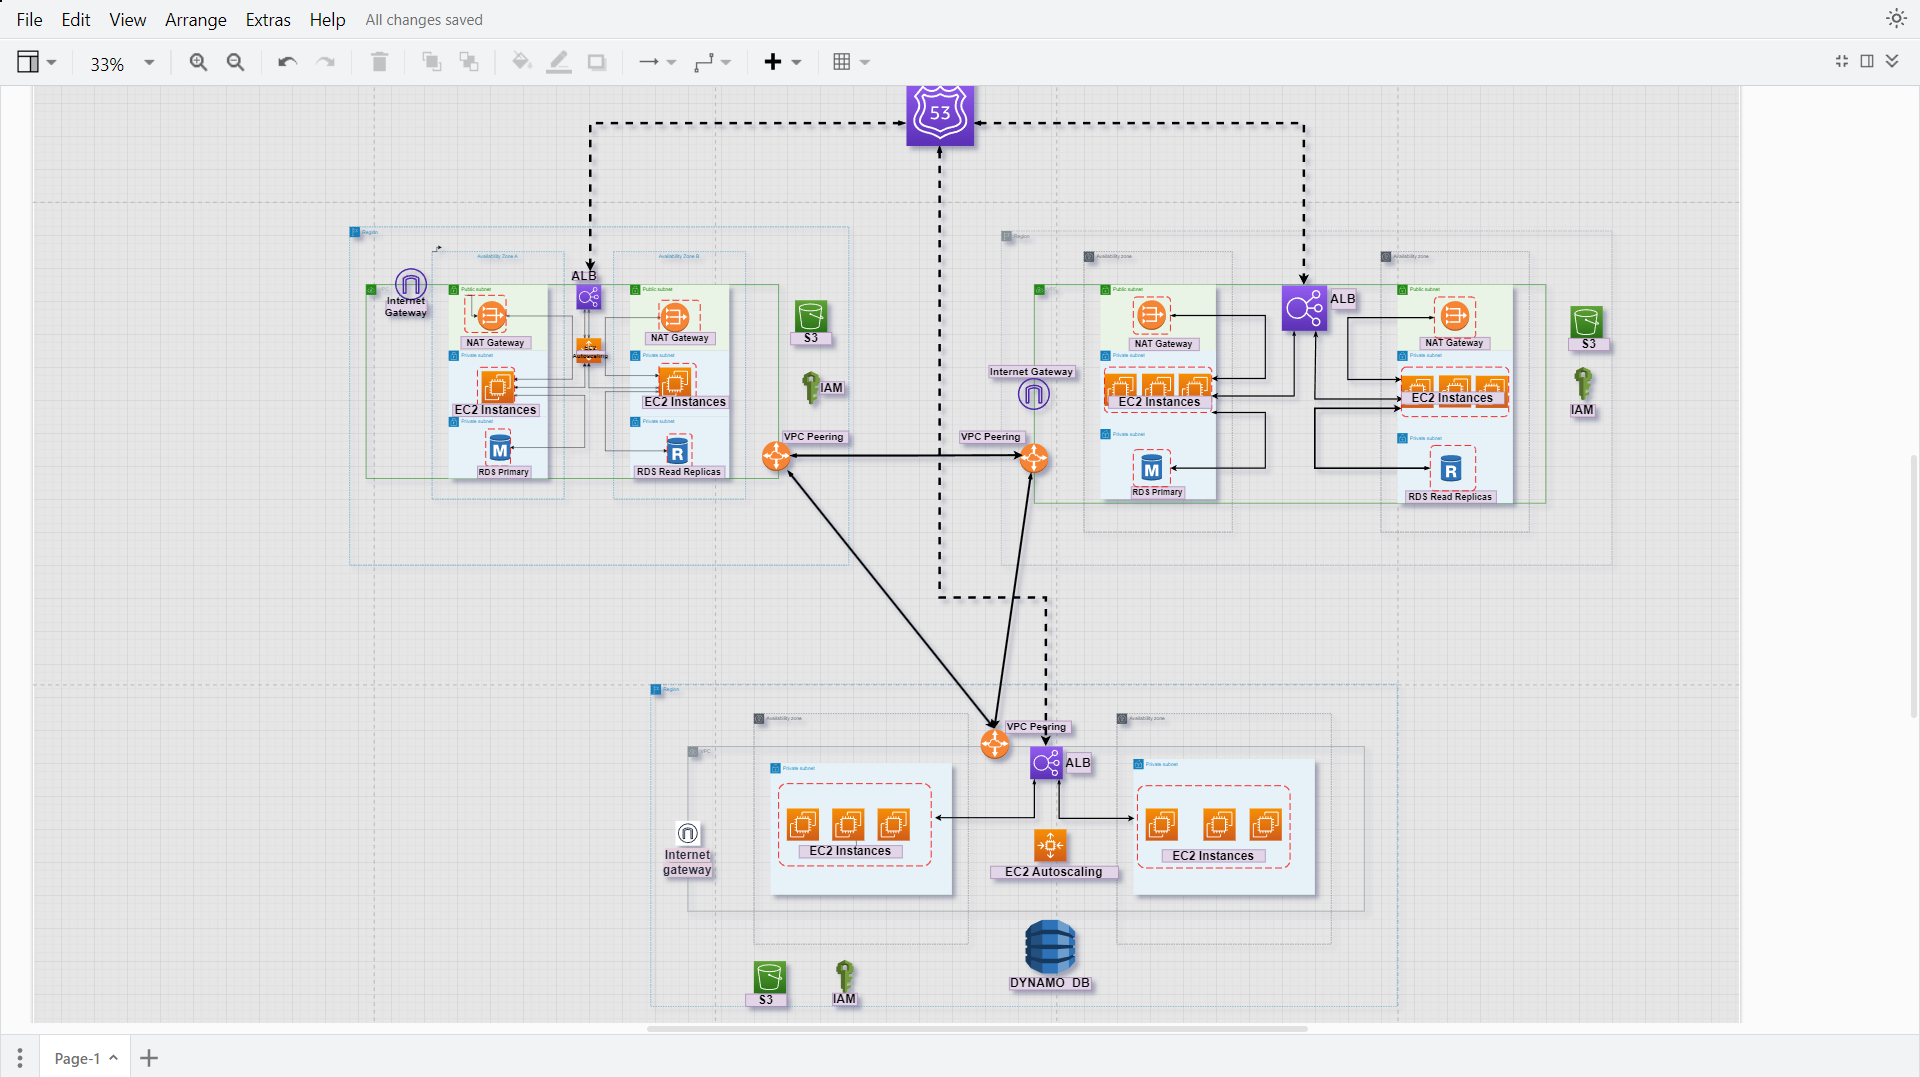 File Edit View Arrange Extras Help All changes saved
33%
53
Region
Region
Availability Zone A
Availability Zone B
Availability zone
Availability zone
ALB
Internet
Gateway
Public subnet
NAT Gateway
Private subnet
EC2 Instances
Private subnet
RDS Primary
M
EC2
Autoscaling
Public subnet
NAT Gateway
Private subnet
EC2 Instances
Private subnet
R
RDS Read Replicas
S3
IAM
VPC Peering
VPC Peering
Internet Gateway
Public subnet
NAT Gateway
Private subnet
EC2 Instances
Private subnet
M
RDS Primary
ALB
Public subnet
NAT Gateway
Private subnet
EC2 Instances
Private subnet
R
RDS Read Replicas
S3
IAM
Region
Availability zone
VPC Peering
Availability zone
VPC
ALB
Private subnet
Private subnet
EC2 Instances
EC2 Instances
Internet
gateway
EC2 Autoscaling
DYNAMO DB
S3
IAM
Page-1